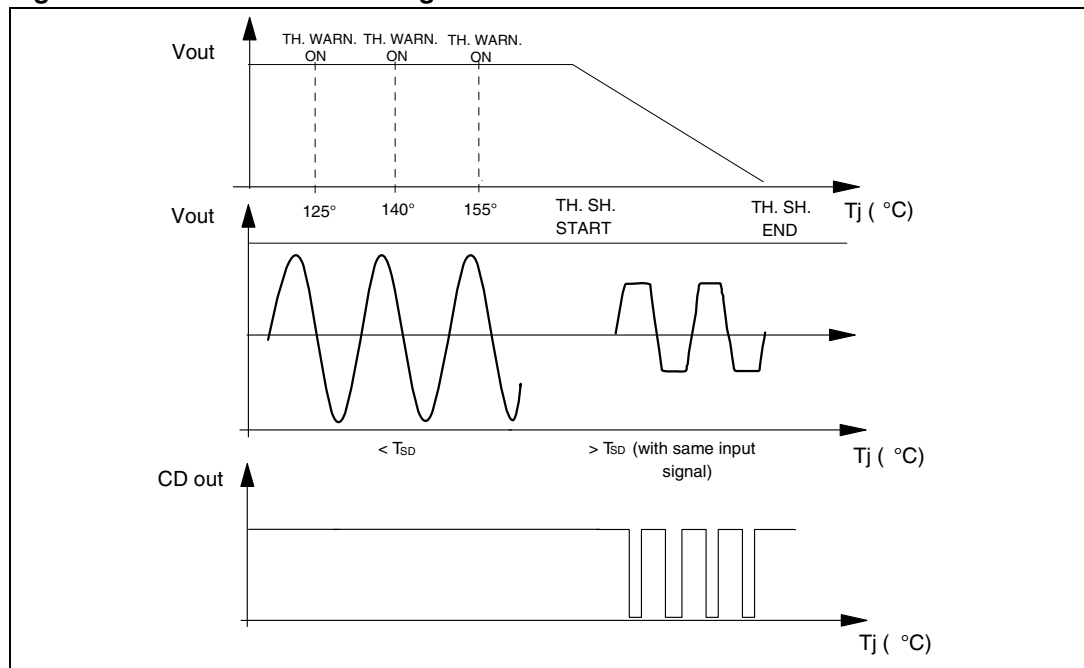 TH. WARN. TH. WARN. TH. WARN.
Vout
ON ON ON
125° 140° 155° TH. SH. TH. SH. Tj ( °C)
Vout
START END
< TSD > TSD (with same input
signal)
Tj ( °C)
CD out
Tj ( °C)